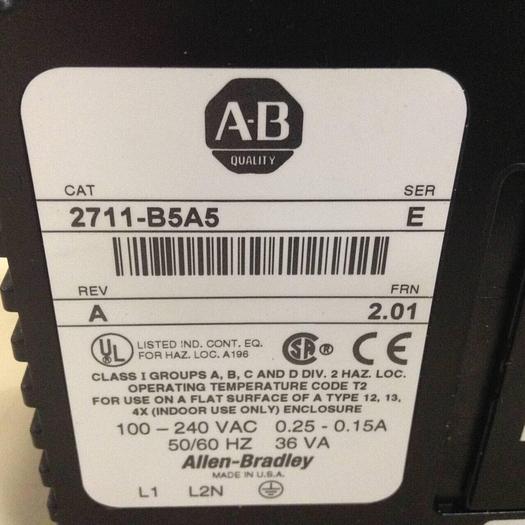 A-B
QUALITY
CAT SER
2711-B5A5 E
REV FRN
A 2.01
UL LISTED IND. CONT. EQ.
FOR HAZ. LOC. A196
SA ® CE
CLASS I GROUPS A, B, C AND D DIV. 2 HAZ. LOC.
OPERATING TEMPERATURE CODE T2
FOR USE ON A FLAT SURFACE OF A TYPE 12, 13,
4X (INDOOR USE ONLY) ENCLOSURE
100 – 240 VAC 0.25 - 0.15A
50/60 HZ 36 VA
Allen-Bradley
MADE IN U.S.A.
L1 L2N